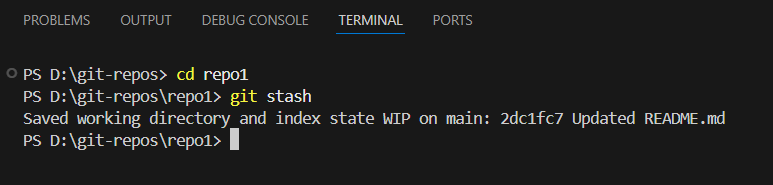 PROBLEMS OUTPUT DEBUG CONSOLE TERMINAL PORTS
PS D:\git-repos> cd repo1
PS D:\git-repos\repo1> git stash
Saved working directory and index state WIP on main: 2dc1fc7 Updated README.md
PS D:\git-repos\repo1>